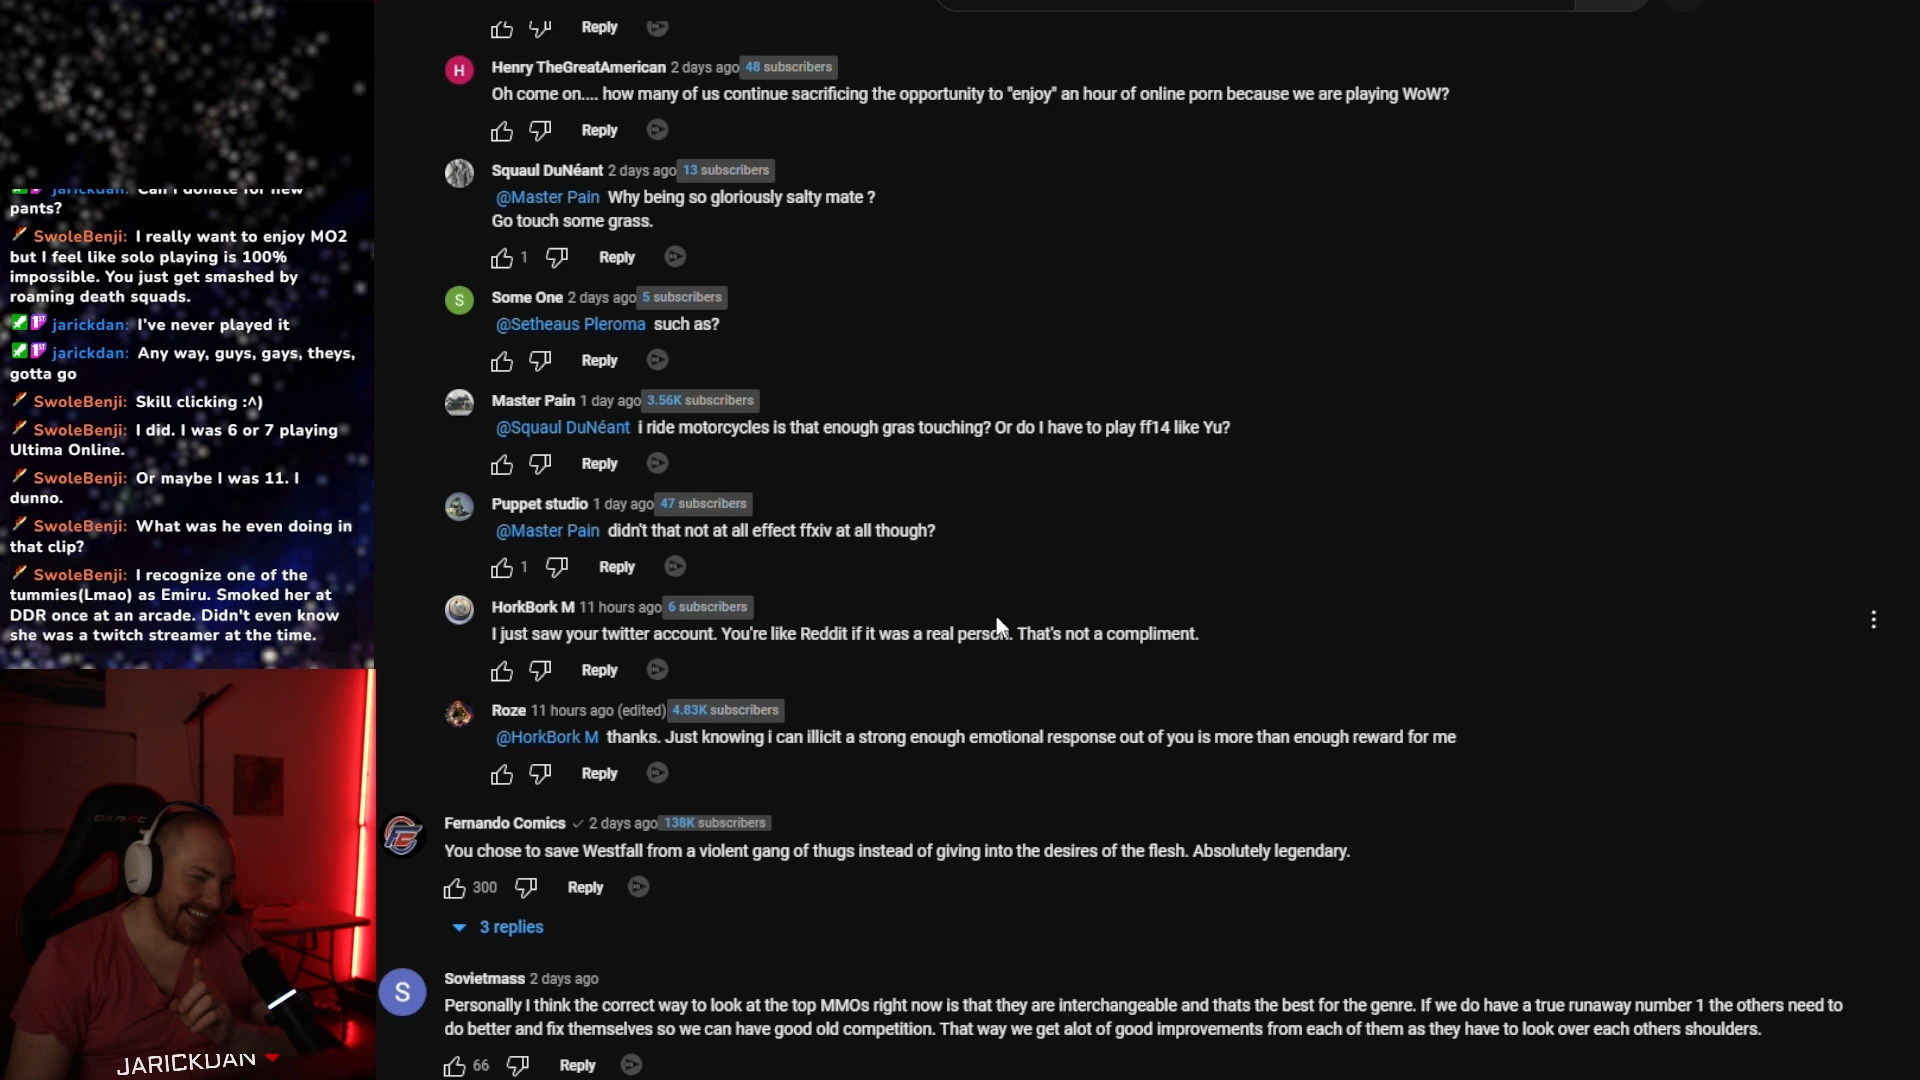 jarickdan: Can I donate for new
pants?
SwoleBenji: I really want to enjoy MO2
but I feel like solo playing is 100%
impossible. You just get smashed by
roaming death squads.
jarickdan: I've never played it
jarickdan: Any way, guys, gays, theys,
gotta go
SwoleBenji: Skill clicking :^)
SwoleBenji: I did. I was 6 or 7 playing
Ultima Online.
SwoleBenji: Or maybe I was 11. I
dunno.
SwoleBenji: What was he even doing in
that clip?
SwoleBenji: I recognize one of the
tummies(Lmao) as Emiru. Smoked her at
DDR once at an arcade. Didn't even know
she was a twitch streamer at the time.
JARICKDAN
Reply
H
Henry TheGreatAmerican 2 days ago 48 subscribers
Oh come on.... how many of us continue sacrificing the opportunity to "enjoy" an hour of online porn because we are playing WoW?
Reply
Squaul DuNéant 2 days ago 13 subscribers
@Master Pain Why being so gloriously salty mate ?
Go touch some grass.
1 Reply
S
Some One 2 days ago 5 subscribers
@Setheaus Pleroma such as?
Reply
Master Pain 1 day ago 3.56K subscribers
@Squaul DuNéant i ride motorcycles is that enough gras touching? Or do I have to play ff14 like Yu?
Reply
Puppet studio 1 day ago 47 subscribers
@Master Pain didn't that not at all effect ffxiv at all though?
1 Reply
HorkBork M 11 hours ago 6 subscribers
I just saw your twitter account. You're like Reddit if it was a real person. That's not a compliment.
Reply
Roze 11 hours ago (edited) 4.83K subscribers
@HorkBork M thanks. Just knowing i can illicit a strong enough emotional response out of you is more than enough reward for me
Reply
Fernando Comics 2 days ago 138K subscribers
You chose to save Westfall from a violent gang of thugs instead of giving into the desires of the flesh. Absolutely legendary.
300 Reply
3 replies
S
Sovietmass 2 days ago
Personally I think the correct way to look at the top MMOs right now is that they are interchangeable and thats the best for the genre. If we do have a true runaway number 1 the others need to
do better and fix themselves so we can have good old competition. That way we get alot of good improvements from each of them as they have to look over each others shoulders.
66 Reply